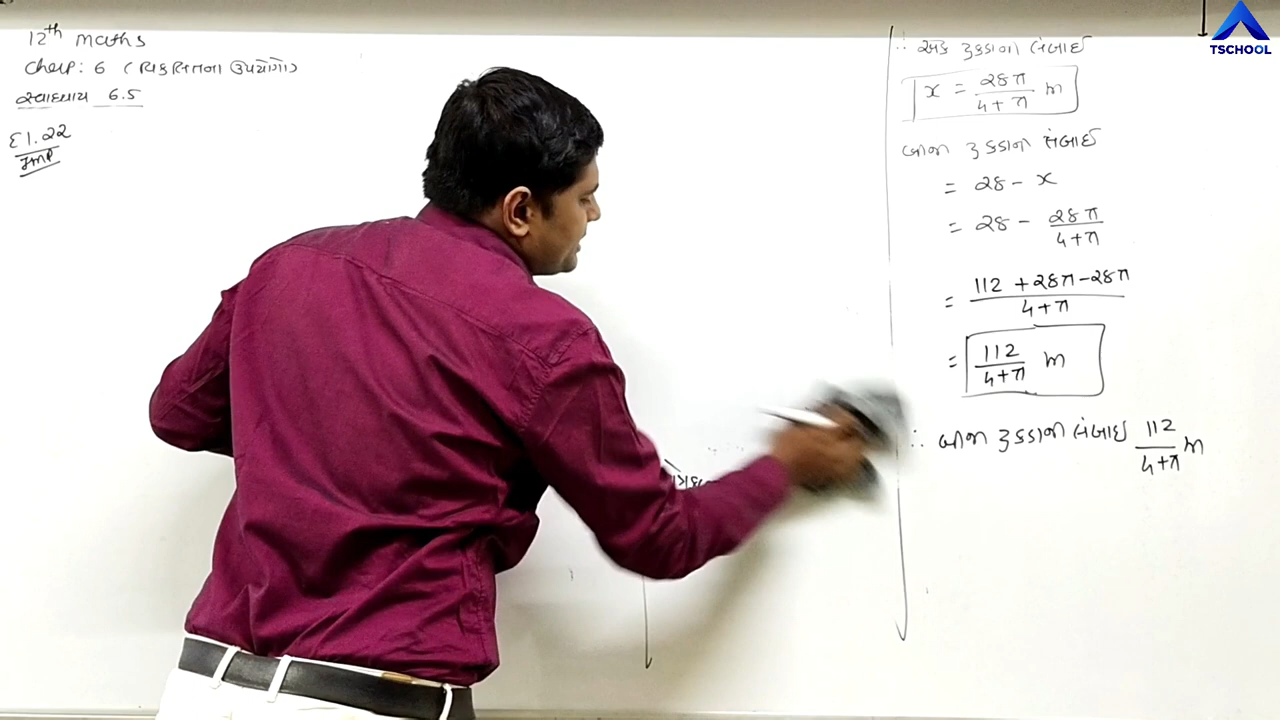 12th maths
Chap: 6 (વિકલિતના ઉપયોગો)
સ્વાધ્યાય 6.5
દા.22
Imp
∴ એક ટુકડાની લંબાઈ
x = 28π / 4+π m
બીજા ટુકડાની લંબાઈ
= 28 - x
= 28 - 28π / 4+π
= 112 + 28π - 28π / 4+π
= 112 / 4+π m
∴ બીજા ટુકડાની લંબાઈ 112 / 4+π m
TSCHOOL